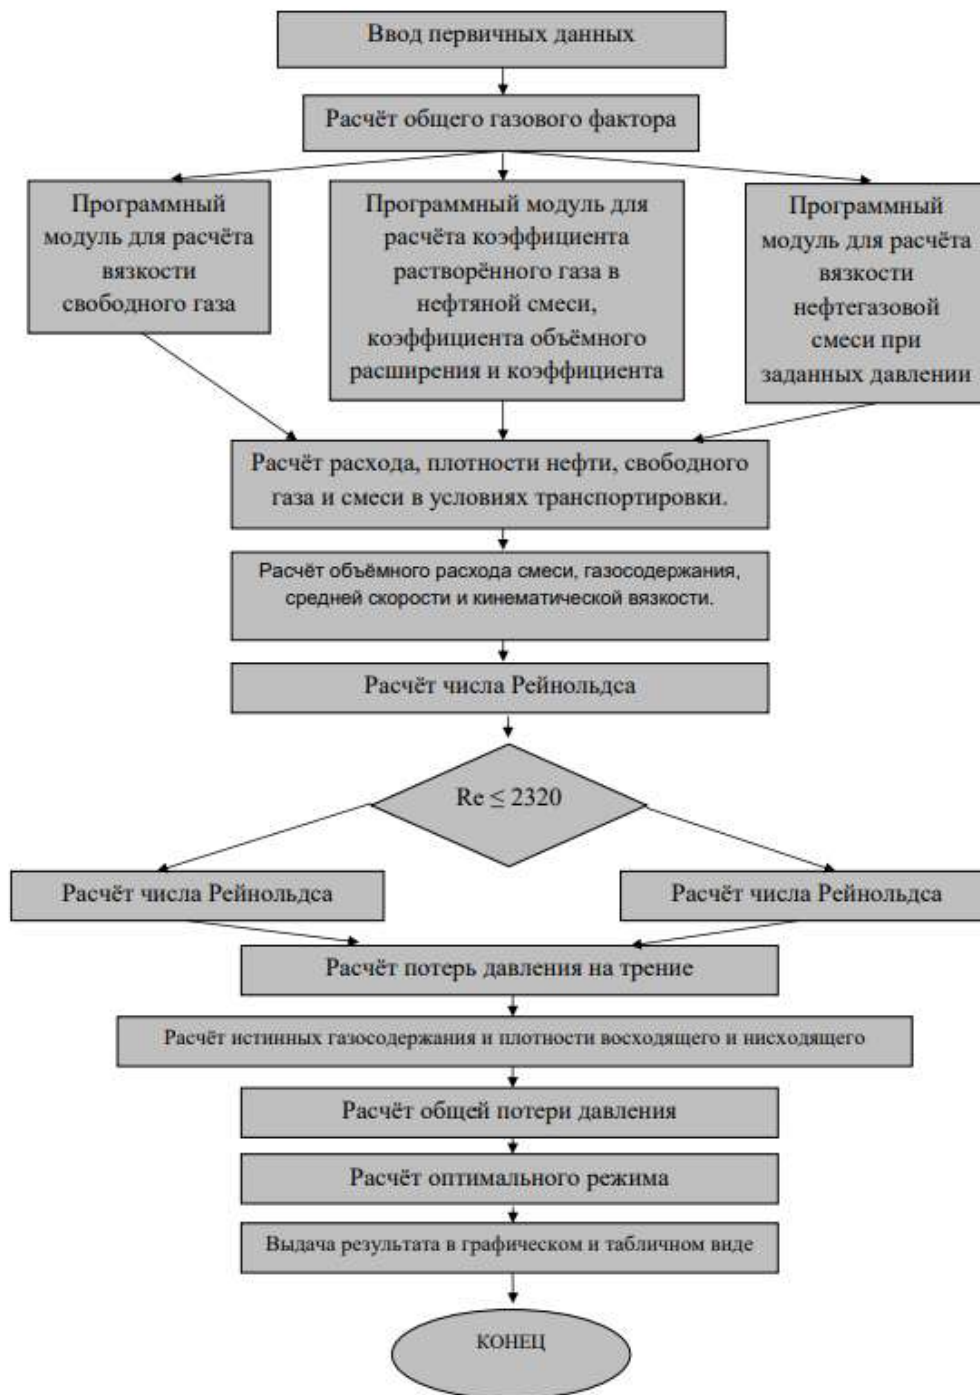 Ввод первичных данных
Расчёт общего газового фактора
Программный
модуль для расчёта
вязкости
свободного газа
Программный модуль для
расчёта коэффициента
растворённого газа в
нефтяной смеси,
коэффициента объёмного
расширения и коэффициента
Программный
модуль для расчёта
вязкости
нефтегазовой
смеси при
заданных давлении
Расчёт расхода, плотности нефти, свободного
газа и смеси в условиях транспортировки.
Расчёт объёмного расхода смеси, газосодержания,
средней скорости и кинематической вязкости.
Расчёт числа Рейнольдса
Re ≤ 2320
Расчёт числа Рейнольдса
Расчёт числа Рейнольдса
Расчёт потерь давления на трение
Расчёт истинных газосодержания и плотности восходящего и нисходящего
Расчёт общей потери давления
Расчёт оптимального режима
Выдача результата в графическом и табличном виде
КОНЕЦ